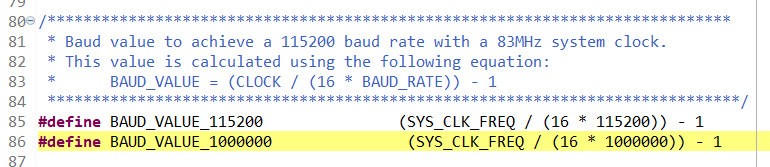 79
80 /****************************************************************************
81  * Baud value to achieve a 115200 baud rate with a 83MHz system clock.
82  * This value is calculated using the following equation:
83  *      BAUD_VALUE = (CLOCK / (16 * BAUD_RATE)) - 1
84  *****************************************************************************/
85 #define BAUD_VALUE_115200               (SYS_CLK_FREQ / (16 * 115200)) - 1
86 #define BAUD_VALUE_1000000               (SYS_CLK_FREQ / (16 * 1000000)) - 1
87